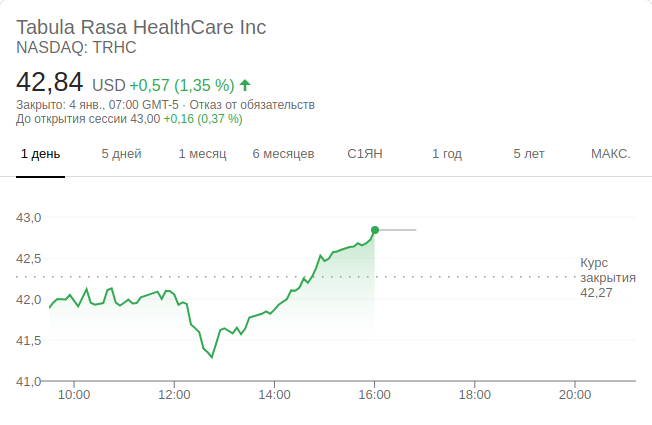 Tabula Rasa HealthCare Inc
NASDAQ: TRHC
42,84 USD +0,57 (1,35 %)
Закрыто: 4 янв., 07:00 GMT-5 · Отказ от обязательств
До открытия сессии 43,00 +0,16 (0,37 %)
1 день 5 дней 1 месяц 6 месяцев С1ЯН 1 год 5 лет МАКС.
43,0
42,5
Курс
закрытия
42,27
42,0
41,5
41,0
10:00 12:00 14:00 16:00 18:00 20:00